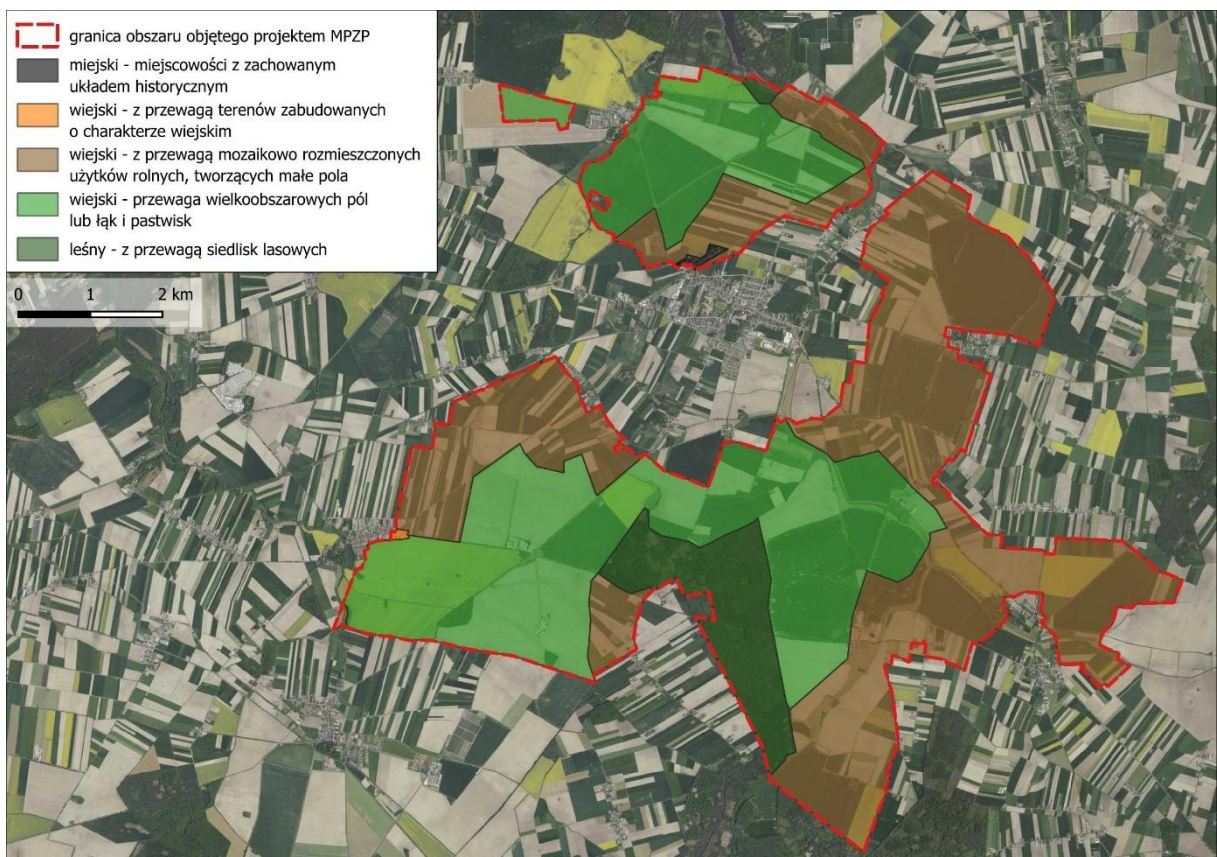 granica obszaru objętego projektem MPZP
miejski - miejscowości z zachowanym
układem historycznym
wiejski - z przewagą terenów zabudowanych
o charakterze wiejskim
wiejski - z przewagą mozaikowo rozmieszczonych
użytków rolnych, tworzących małe pola
wiejski - przewaga wielkoobszarowych pól
lub łąk i pastwisk
leśny - z przewagą siedlisk lasowych
0 1 2 km